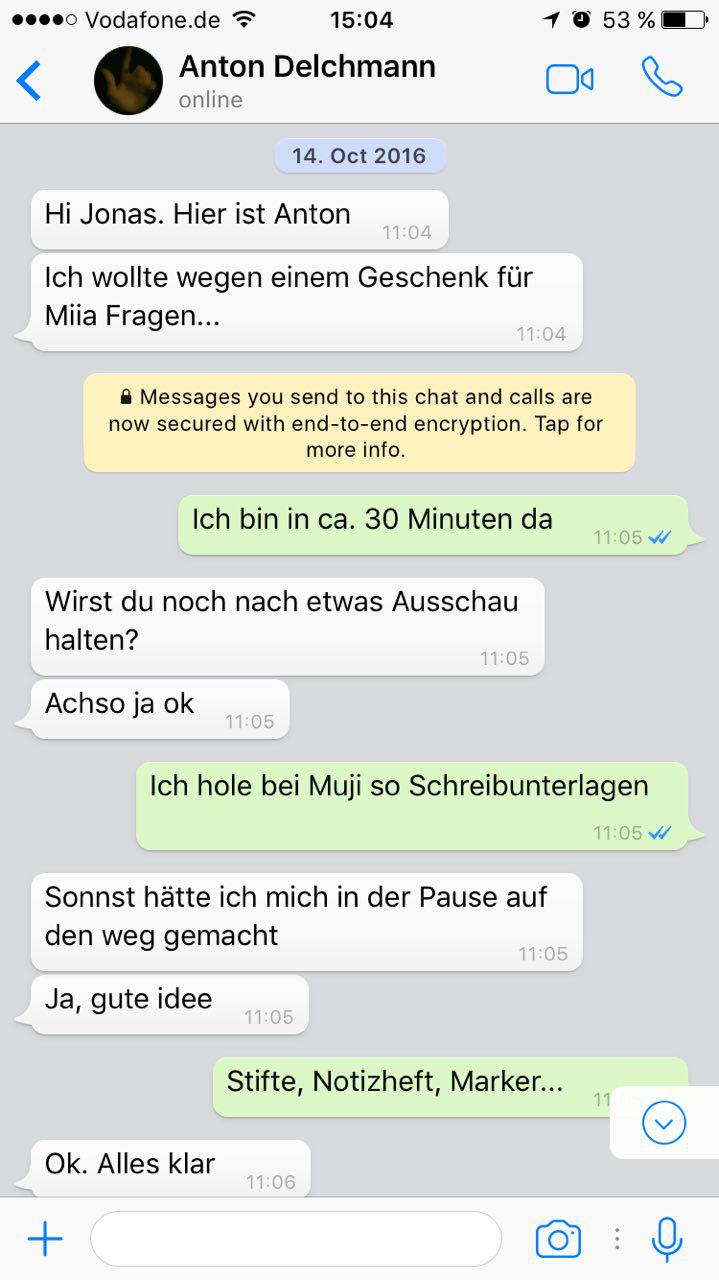 Vodafone.de 15:04 53 %
Anton Delchmann
online
14. Oct 2016
Hi Jonas. Hier ist Anton
11:04
Ich wollte wegen einem Geschenk für
Miia Fragen...
11:04
Messages you send to this chat and calls are
now secured with end-to-end encryption. Tap for
more info.
Ich bin in ca. 30 Minuten da
11:05
Wirst du noch nach etwas Ausschau
halten?
11:05
Achso ja ok
11:05
Ich hole bei Muji so Schreibunterlagen
11:05
Sonnst hätte ich mich in der Pause auf
den weg gemacht
11:05
Ja, gute idee
11:05
Stifte, Notizheft, Marker...
11:05
Ok. Alles klar
11:06